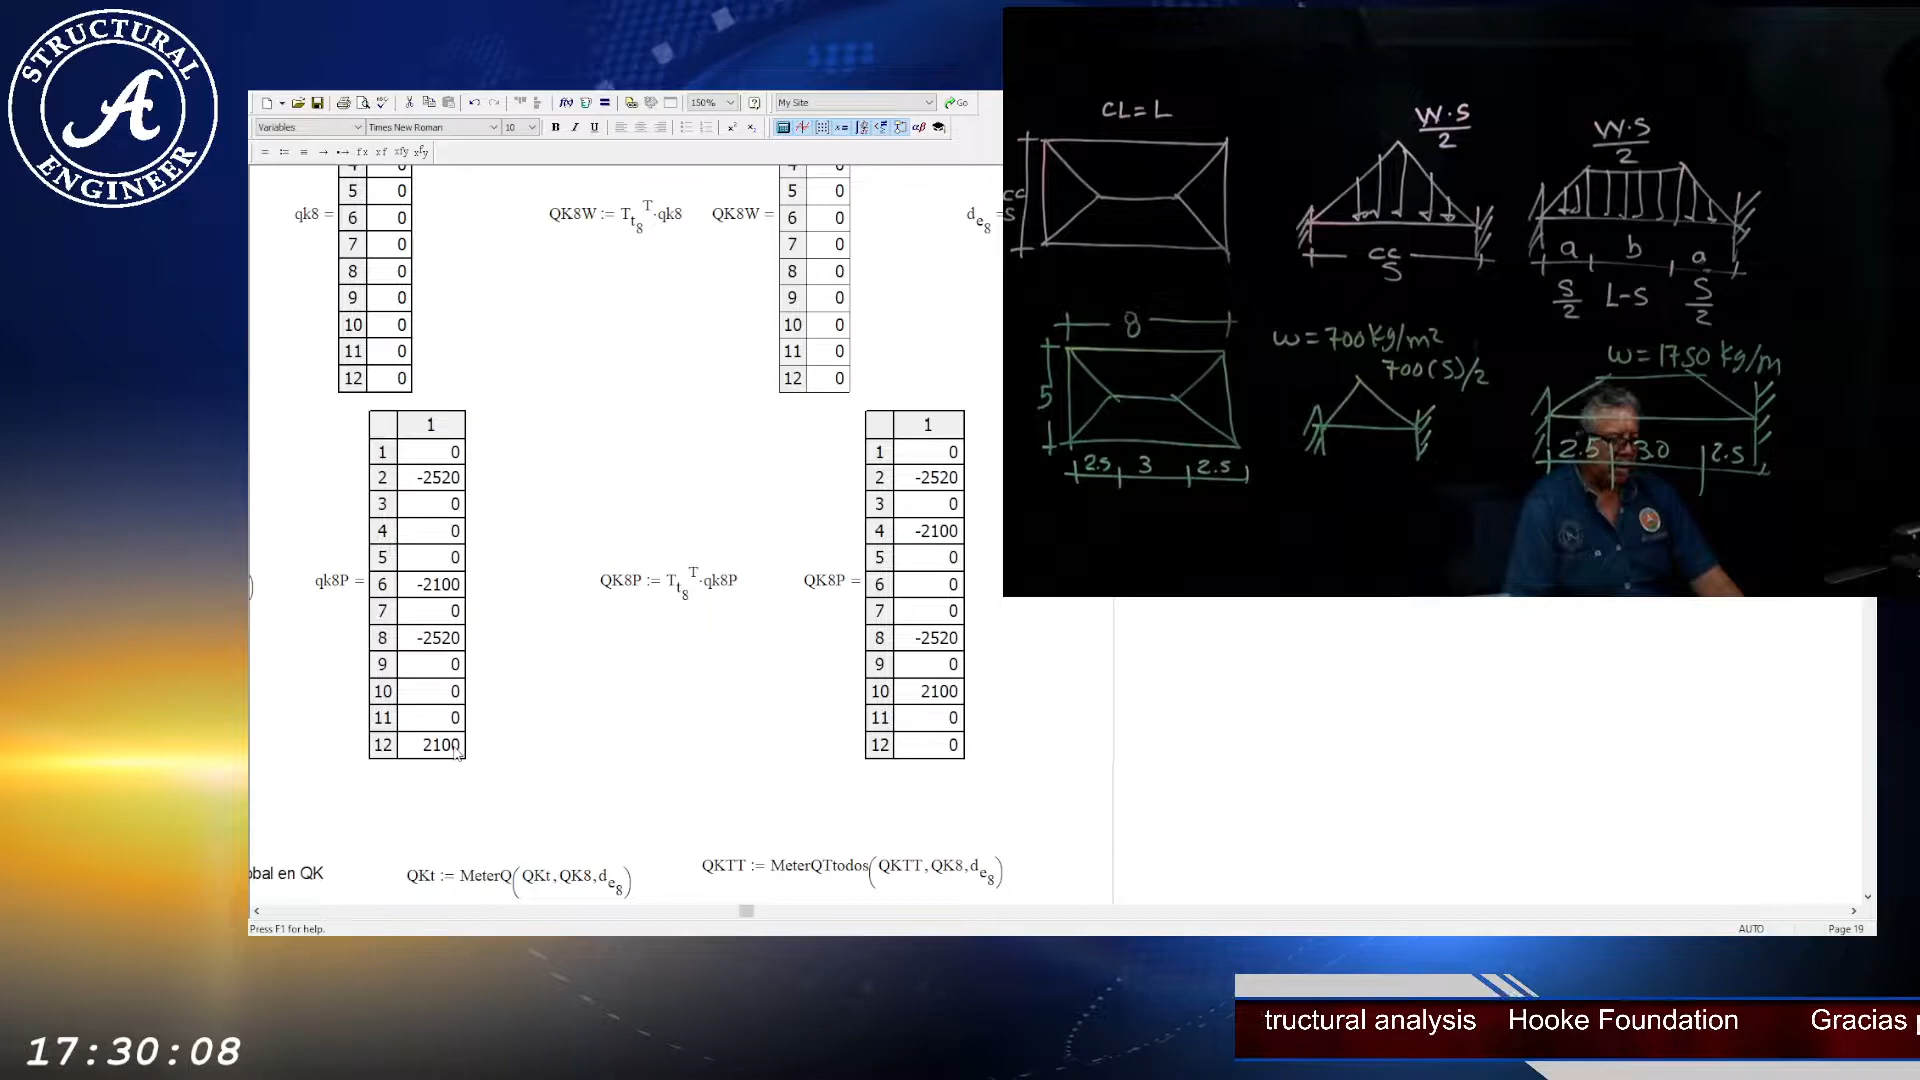 STRUCTURAL
A
ENGINEER
150%
My Site
Go
Variables
Times New Roman
10
B I U
qk8 =
5 0
6 0
7 0
8 0
9 0
10 0
11 0
12 0
QK8W := Tt8^T·qk8
QK8W =
5 0
6 0
7 0
8 0
9 0
10 0
11 0
12 0
de8 =
qk8P =
1
1 0
2 -2520
3 0
4 0
5 0
6 -2100
7 0
8 -2520
9 0
10 0
11 0
12 2100
QK8P := Tt8^T·qk8P
QK8P =
1
1 0
2 -2520
3 0
4 -2100
5 0
6 0
7 0
8 -2520
9 0
10 2100
11 0
12 0
obal en QK
QKt := MeterQ(QKt, QK8, de8)
QKTT := MeterQTtodos(QKTT, QK8, de8)
Press F1 for help.
AUTO
Page 19
CL=L
CC
S
W·S
2
CC
S
W·S
2
a b a
S/2 L-S S/2
8
5
2.5 3 2.5
w=700kg/m2
700(5)/2
w=1750 kg/m
2.5 3.0 2.5
17:30:08
tructural analysis Hooke Foundation Gracias p